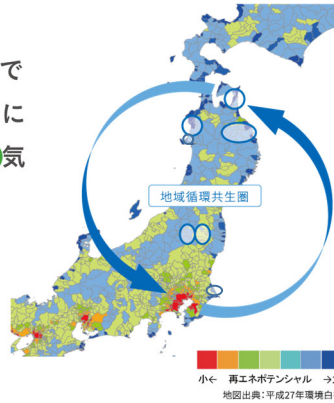 で
に
気
地域循環共生圏
小← 再エネポテンシャル →
地図出典:平成27年環境白